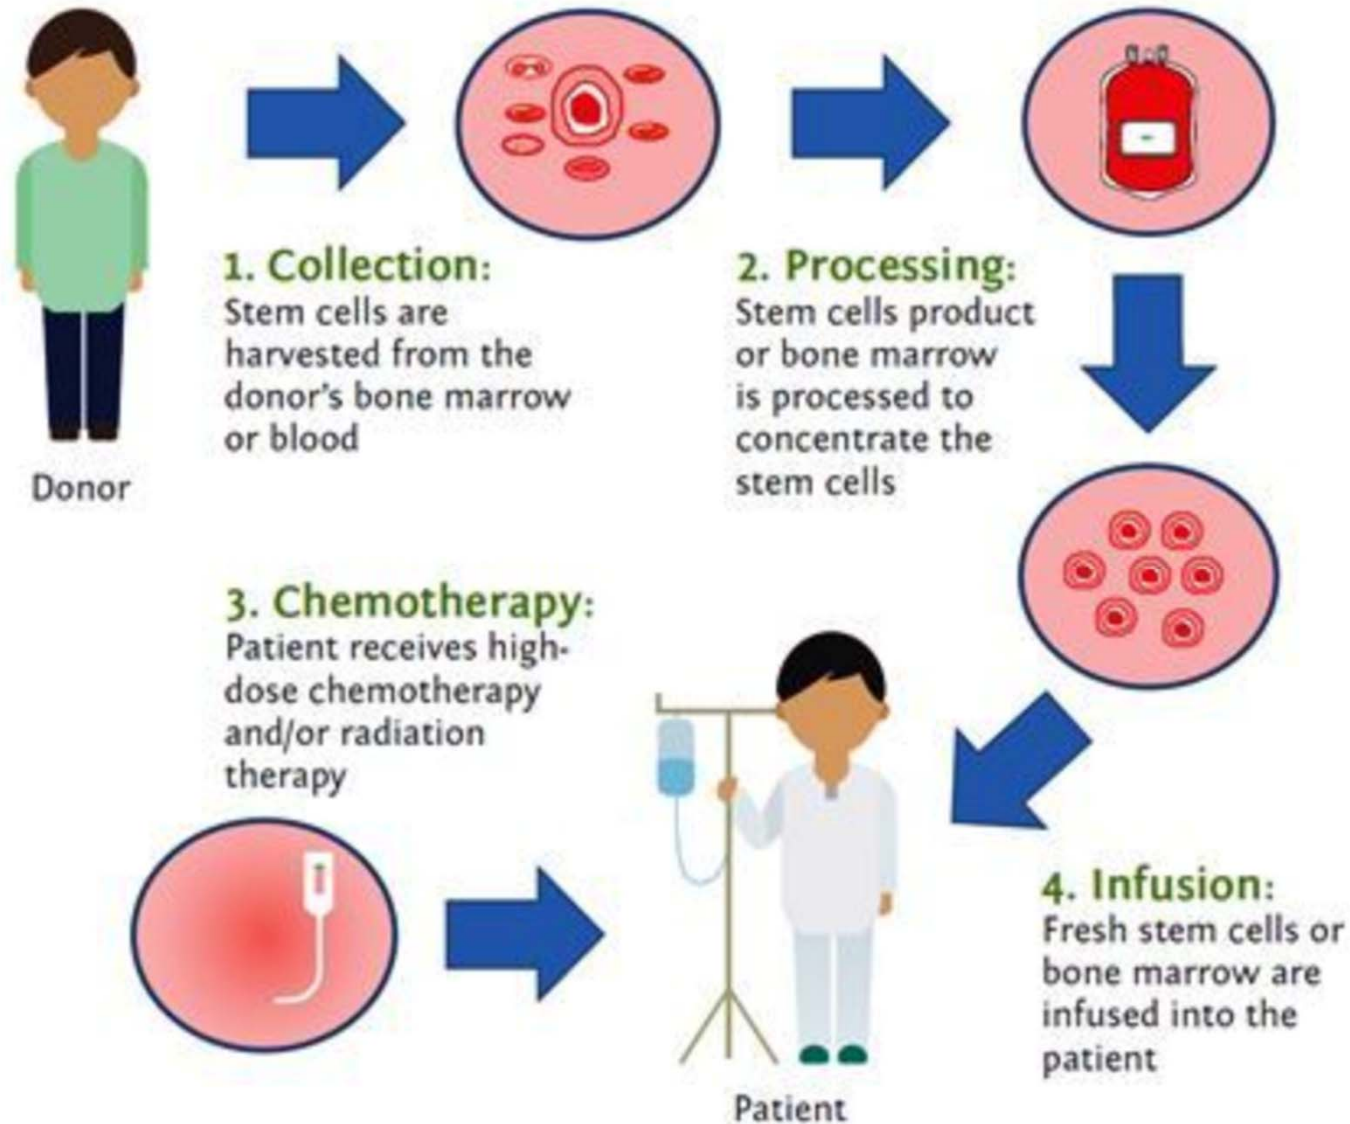 1. Collection:
Stem cells are
harvested from the
donor's bone marrow
or blood
Donor
2. Processing:
Stem cells product
or bone marrow
is processed to
concentrate the
stem cells
3. Chemotherapy:
Patient receives high-
dose chemotherapy
and/or radiation
therapy
4. Infusion:
Fresh stem cells or
bone marrow are
infused into the
patient
Patient